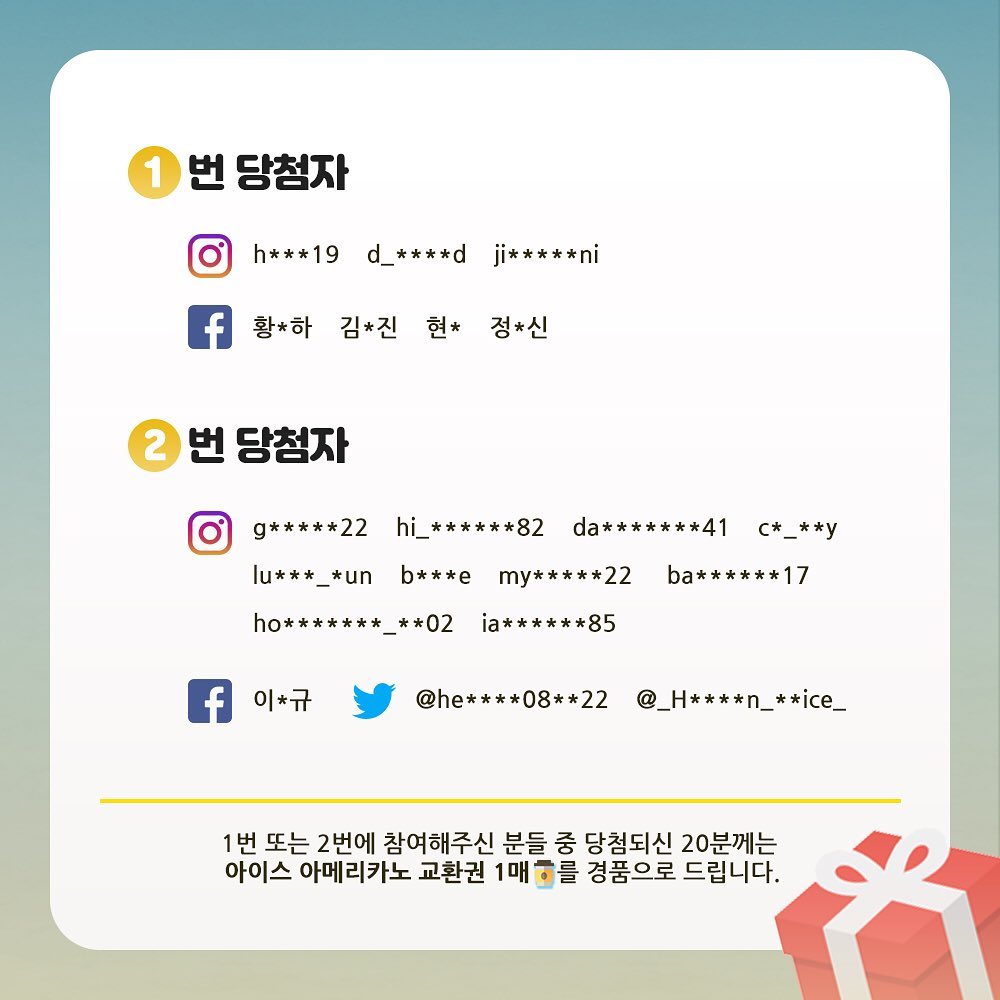 1번 당첨자
h***19 d_****d ji*****ni
황*하 김*진 현* 정*신
2번 당첨자
g*****22 hi_******82 da*******41 c*_**y
lu***_*un b***e my*****22 ba******17
ho*******_**02 ia******85
이*규 @he****08**22 @_H****n_**ice_
1번 또는 2번에 참여해주신 분들 중 당첨되신 20분께는
아이스 아메리카노 교환권 1매를 경품으로 드립니다.